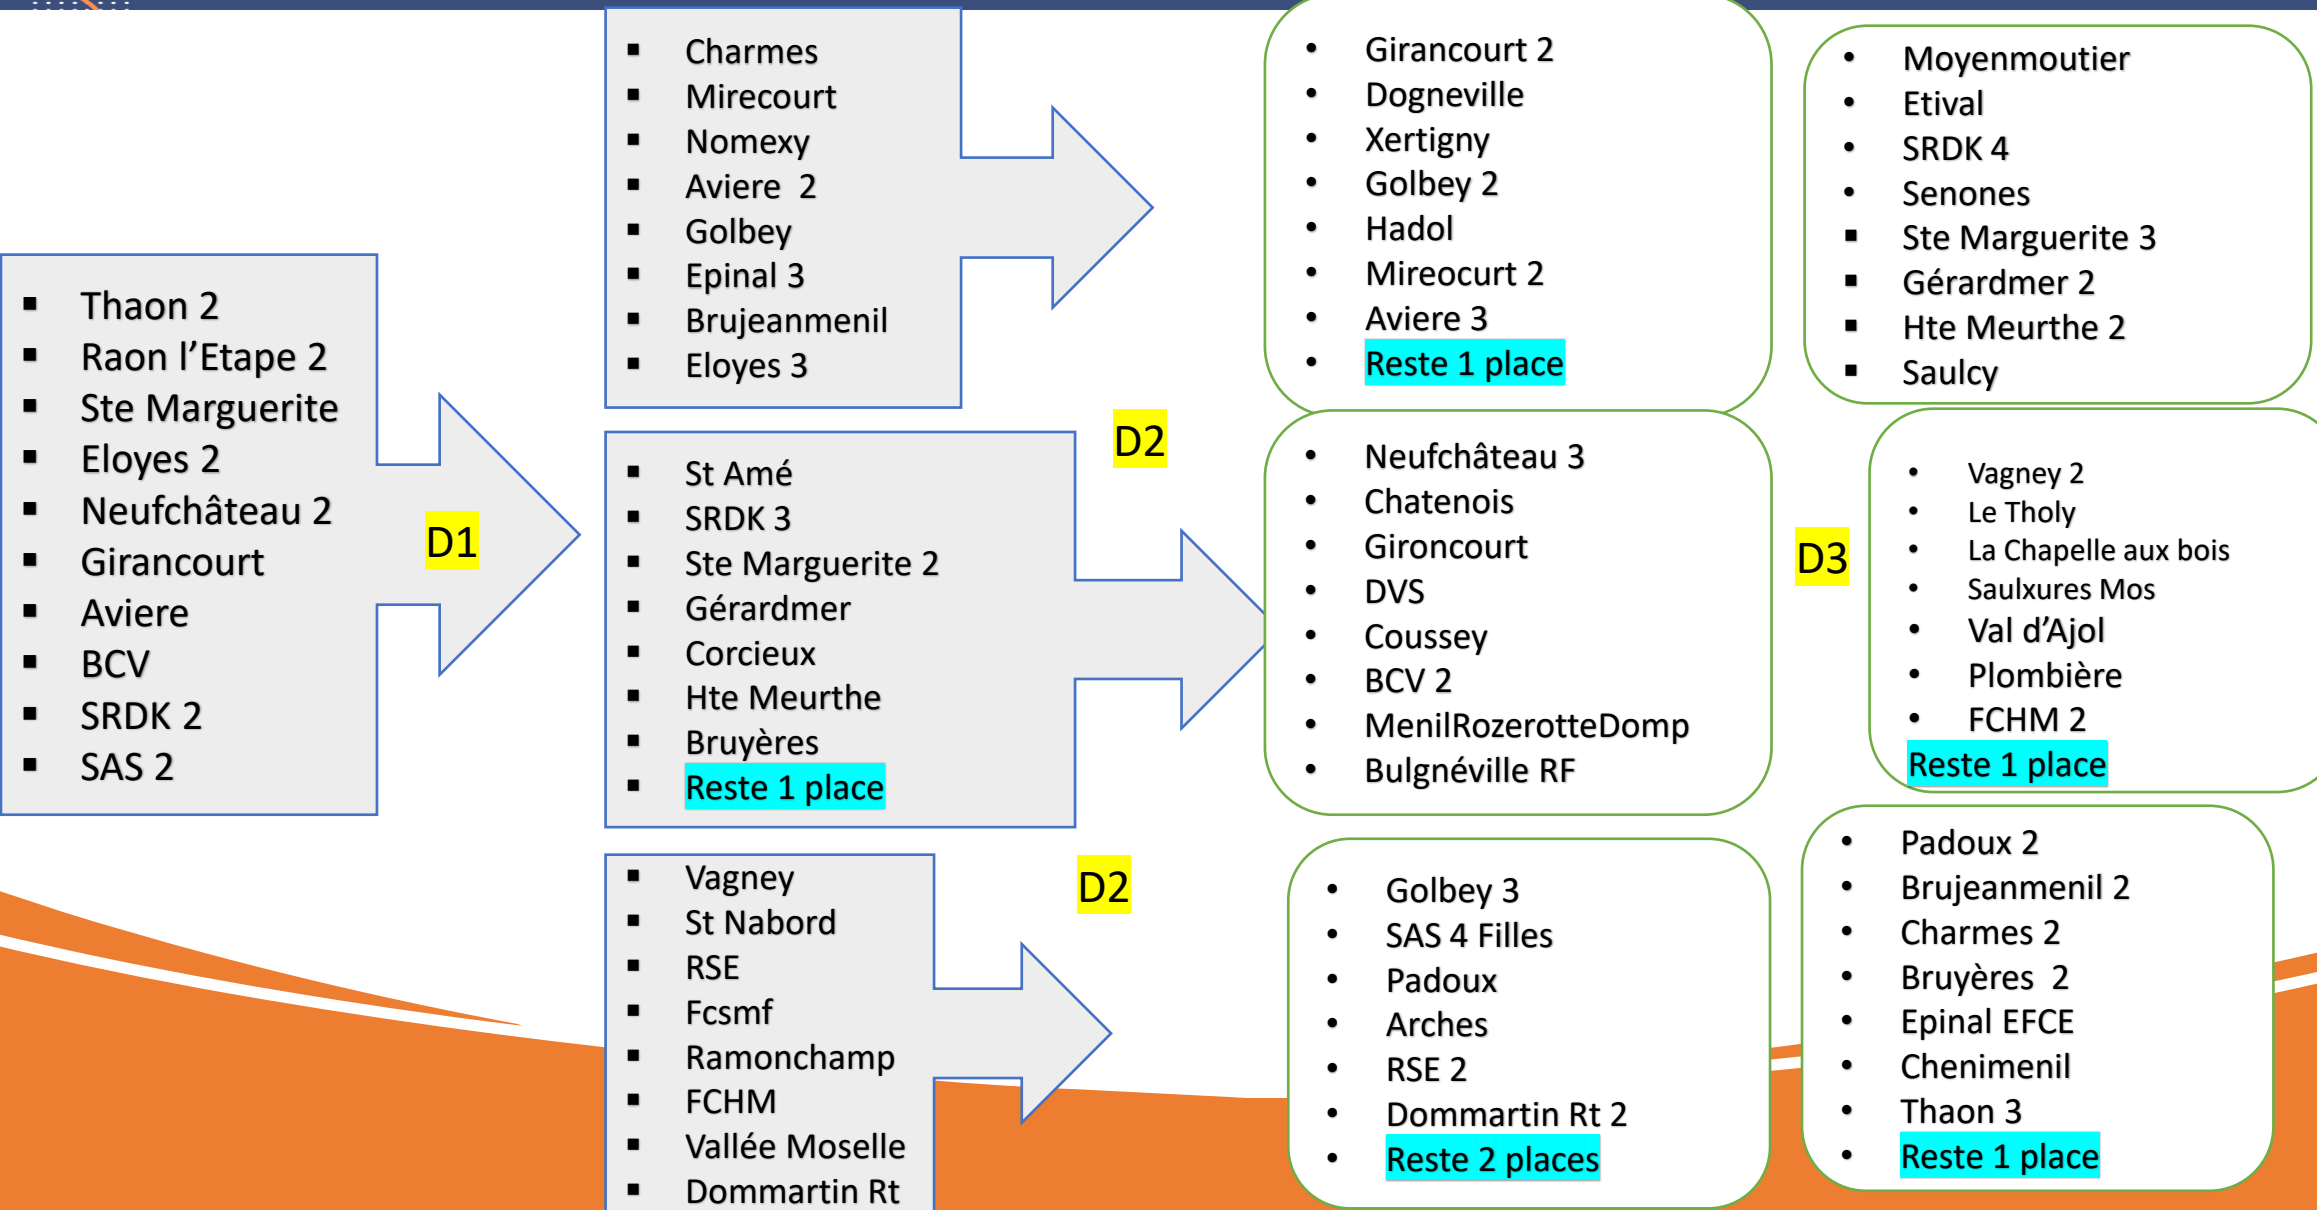 Thaon 2
Raon l’Etape 2
Ste Marguerite
Eloyes 2
Neufchâteau 2
Girancourt
Aviere
BCV
SRDK 2
SAS 2
D1
Charmes
Mirecourt
Nomexy
Aviere  2
Golbey
Epinal 3
Brujeanmenil
Eloyes 3
D2
St Amé
SRDK 3
Ste Marguerite 2
Gérardmer
Corcieux
Hte Meurthe
Bruyères
Reste 1 place
D2
Vagney
St Nabord
RSE
Fcsmf
Ramonchamp
FCHM
Vallée Moselle
Dommartin Rt
Girancourt 2
Dogneville
Xertigny
Golbey 2
Hadol
Mireocurt 2
Aviere 3
Reste 1 place
Neufchâteau 3
Chatenois
Gironcourt
DVS
Coussey
BCV 2
MenilRozerotteDomp
Bulgnéville RF
Golbey 3
SAS 4 Filles
Padoux
Arches
RSE 2
Dommartin Rt 2
Reste 2 places
D3
Moyenmoutier
Etival
SRDK 4
Senones
Ste Marguerite 3
Gérardmer 2
Hte Meurthe 2
Saulcy
Vagney 2
Le Tholy
La Chapelle aux bois
Saulxures Mos
Val d’Ajol
Plombière
FCHM 2
Reste 1 place
Padoux 2
Brujeanmenil 2
Charmes 2
Bruyères  2
Epinal EFCE
Chenimenil
Thaon 3
Reste 1 place